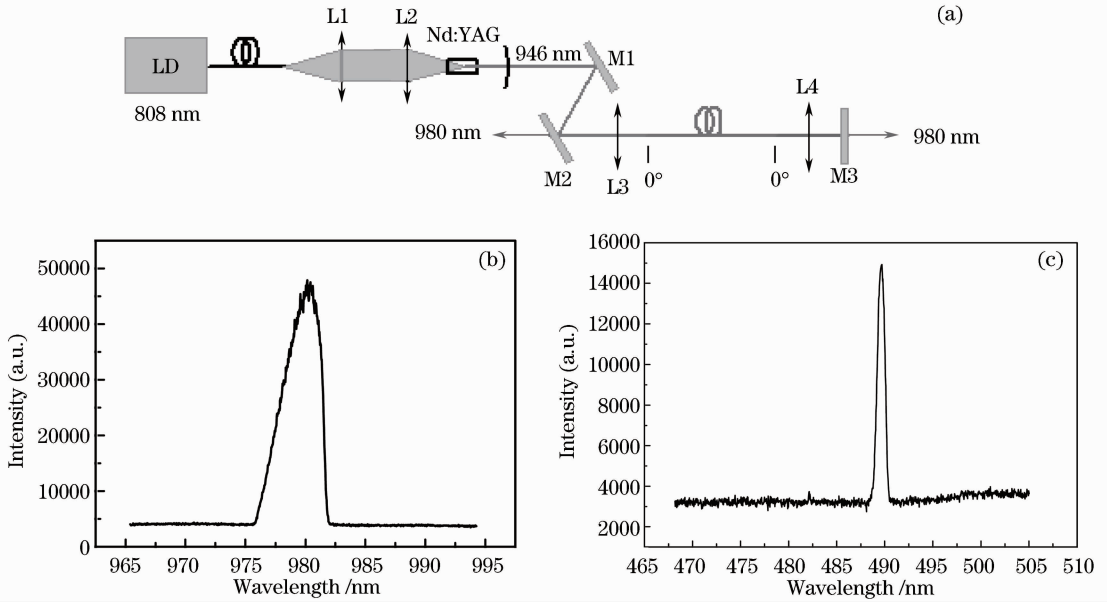 (a)
L1 L2
Nd:YAG
LD
946 nm
M1
808 nm
L4
980 nm
980 nm
M2
L3
0°
0°
M3
(b)
50000
40000
30000
20000
10000
0
Intensity (a.u.)
965 970 975 980 985 990 995
Wavelength /nm
(c)
16000
14000
12000
10000
8000
6000
4000
2000
Intensity (a.u.)
465 470 475 480 485 490 495 500 505 510
Wavelength /nm